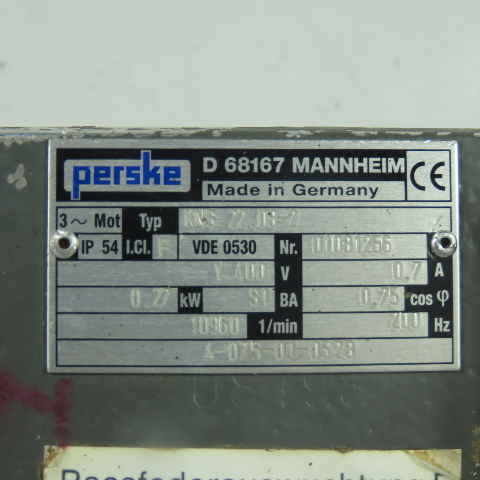 perske
D 68167 MANNHEIM
Made in Germany
CE
3~ Mot Typ KNS 22.08-2
IP 54 I.Cl. F VDE 0530 Nr. 01081256
Y 400 V 0,7 A
0.27 kW S1 BA 0.75 cos φ
10960 1/min 200 Hz
4-075-00-0528